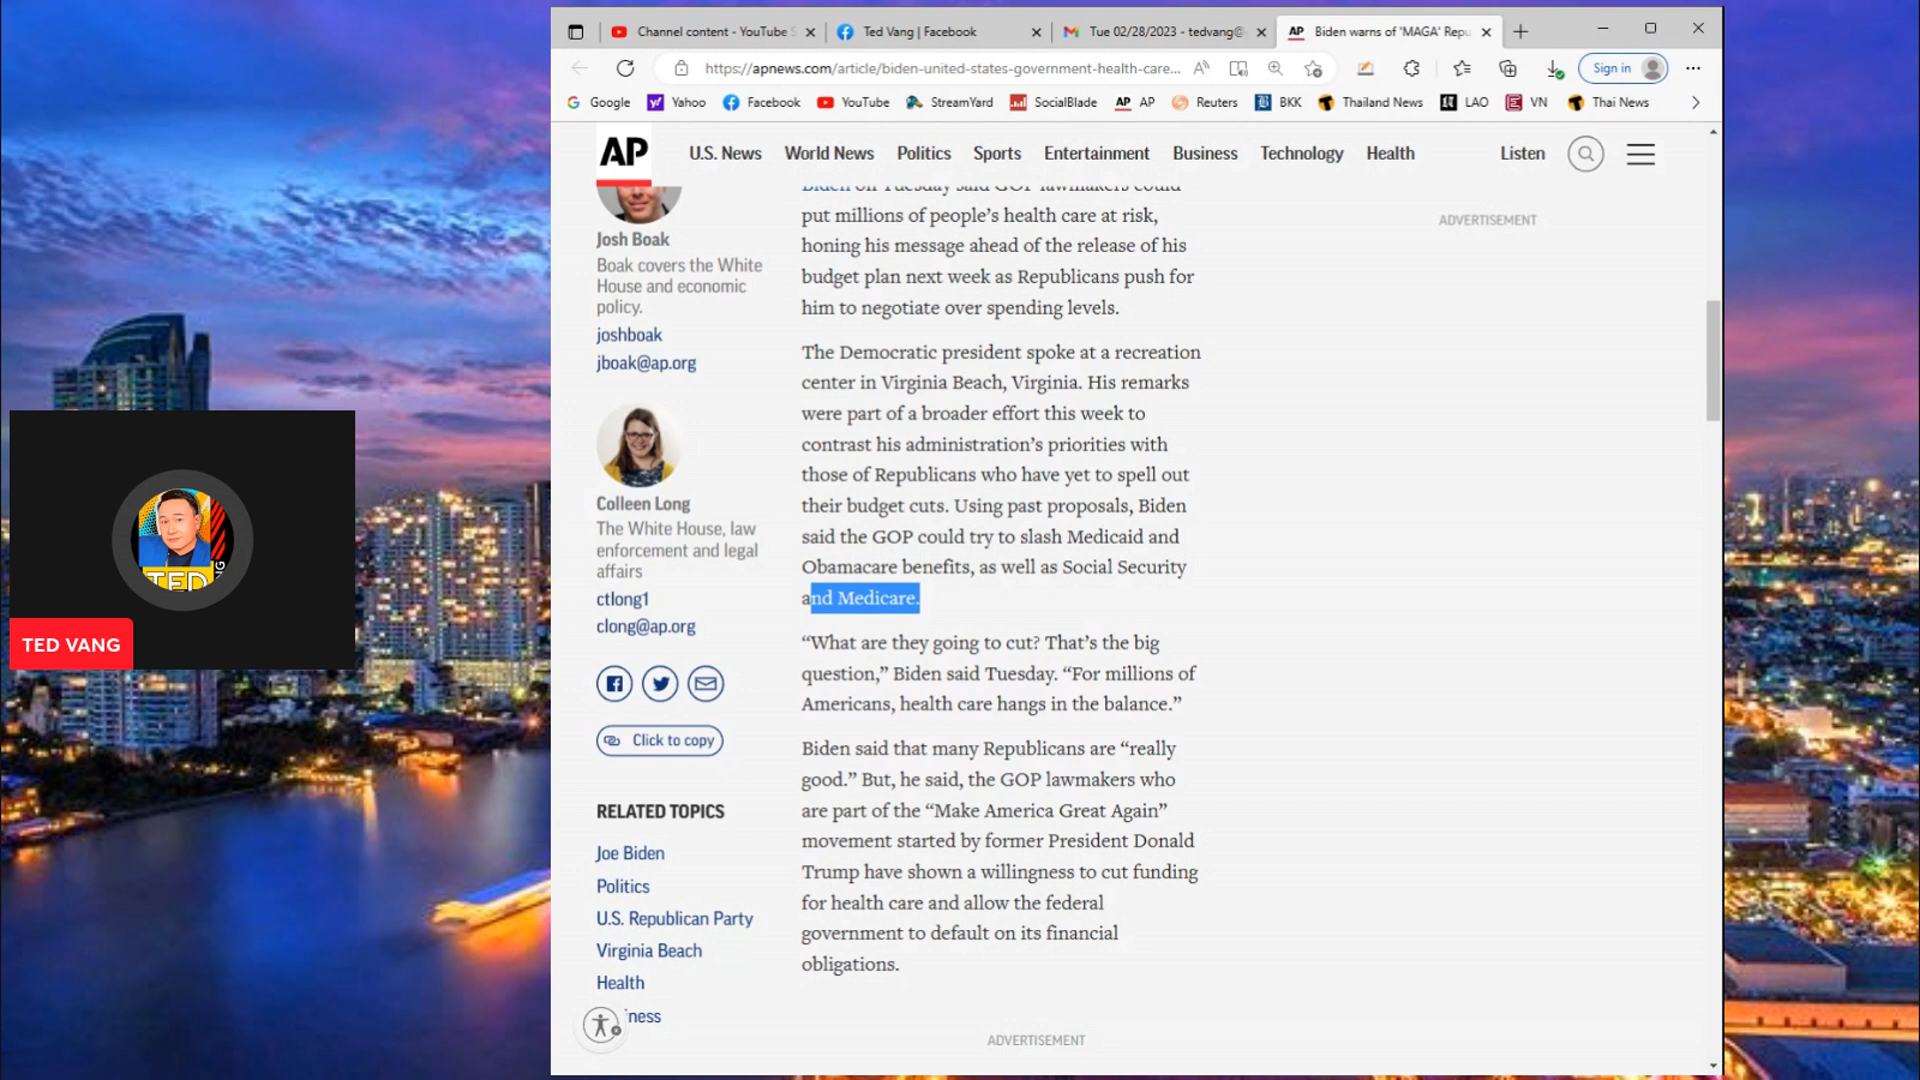 Channel content - YouTube S
Ted Vang | Facebook
Tue 02/28/2023 - tedvang@
AP Biden warns of 'MAGA' Repu
https://apnews.com/article/biden-united-states-government-health-care...
Sign in
Google
Yahoo
Facebook
YouTube
StreamYard
SocialBlade
AP AP
Reuters
BKK
Thailand News
LAO
VN
Thai News
AP
U.S. News
World News
Politics
Sports
Entertainment
Business
Technology
Health
Listen
Josh Boak
Boak covers the White
House and economic
policy.
joshboak
jboak@ap.org
Colleen Long
The White House, law
enforcement and legal
affairs
ctlong1
clong@ap.org
Click to copy
RELATED TOPICS
Joe Biden
Politics
U.S. Republican Party
Virginia Beach
Health
iness
Biden on Tuesday said GOP lawmakers could
put millions of people’s health care at risk,
honing his message ahead of the release of his
budget plan next week as Republicans push for
him to negotiate over spending levels.
The Democratic president spoke at a recreation
center in Virginia Beach, Virginia. His remarks
were part of a broader effort this week to
contrast his administration’s priorities with
those of Republicans who have yet to spell out
their budget cuts. Using past proposals, Biden
said the GOP could try to slash Medicaid and
Obamacare benefits, as well as Social Security
and Medicare.
“What are they going to cut? That’s the big
question,” Biden said Tuesday. “For millions of
Americans, health care hangs in the balance.”
Biden said that many Republicans are “really
good.” But, he said, the GOP lawmakers who
are part of the “Make America Great Again”
movement started by former President Donald
Trump have shown a willingness to cut funding
for health care and allow the federal
government to default on its financial
obligations.
ADVERTISEMENT
ADVERTISEMENT
TED
TED VANG